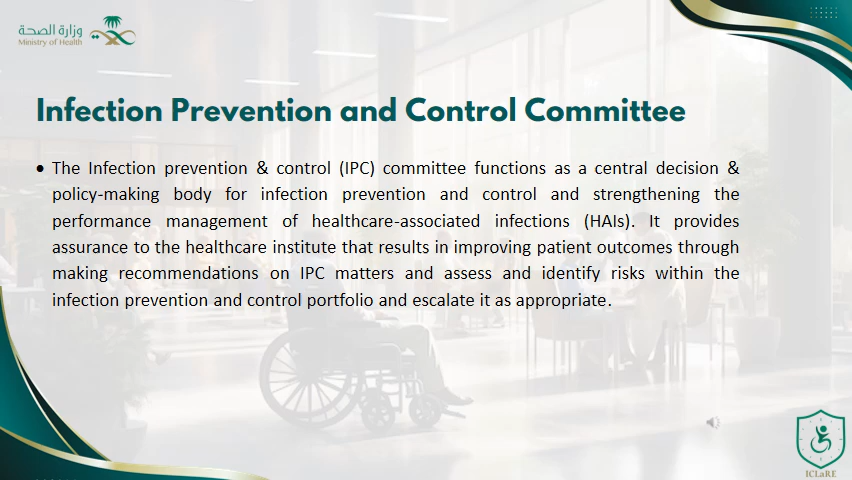 وزارة الصحة
Ministry of Health
Infection Prevention and Control Committee
• The Infection prevention & control (IPC) committee functions as a central decision &
policy-making body for infection prevention and control and strengthening the
performance management of healthcare-associated infections (HAIs). It provides
assurance to the healthcare institute that results in improving patient outcomes through
making recommendations on IPC matters and assess and identify risks within the
infection prevention and control portfolio and escalate it as appropriate.
ICLaRE